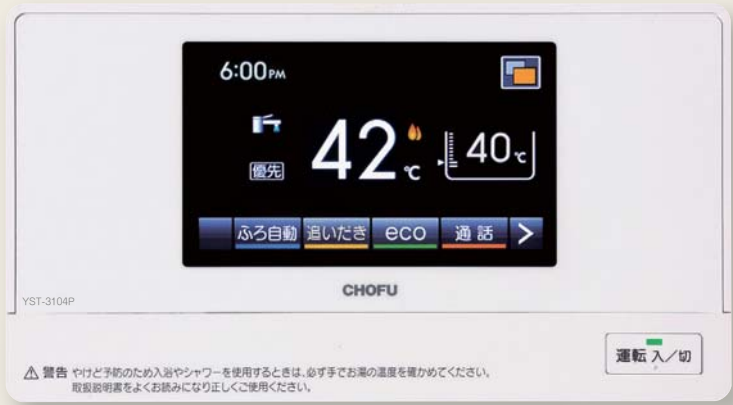 6:00PM
42℃
40℃
優先
ふろ自動 追いだき eco 通話 >
CHOFU
YST-3104P
運転 入/切
⚠ 警告 やけど予防のため入浴やシャワーを使用するときは、必ず手でお湯の温度を確かめてください。
取扱説明書をよくお読みになり正しくご使用ください。